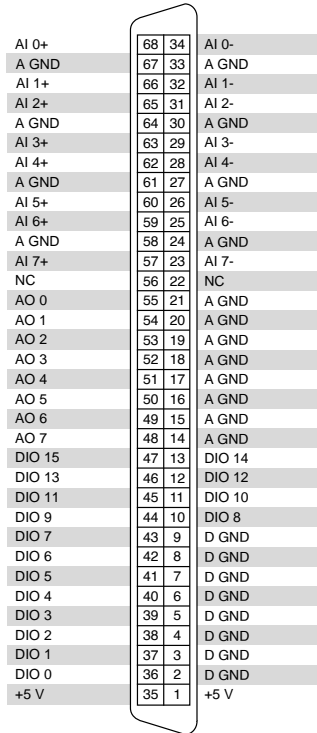 AI 0+ 68 34 AI 0-
A GND 67 33 A GND
AI 1+ 66 32 AI 1-
AI 2+ 65 31 AI 2-
A GND 64 30 A GND
AI 3+ 63 29 AI 3-
AI 4+ 62 28 AI 4-
A GND 61 27 A GND
AI 5+ 60 26 AI 5-
AI 6+ 59 25 AI 6-
A GND 58 24 A GND
AI 7+ 57 23 AI 7-
NC 56 22 NC
AO 0 55 21 A GND
AO 1 54 20 A GND
AO 2 53 19 A GND
AO 3 52 18 A GND
AO 4 51 17 A GND
AO 5 50 16 A GND
AO 6 49 15 A GND
AO 7 48 14 A GND
DIO 15 47 13 DIO 14
DIO 13 46 12 DIO 12
DIO 11 45 11 DIO 10
DIO 9 44 10 DIO 8
DIO 7 43 9 D GND
DIO 6 42 8 D GND
DIO 5 41 7 D GND
DIO 4 40 6 D GND
DIO 3 39 5 D GND
DIO 2 38 4 D GND
DIO 1 37 3 D GND
DIO 0 36 2 D GND
+5 V 35 1 +5 V